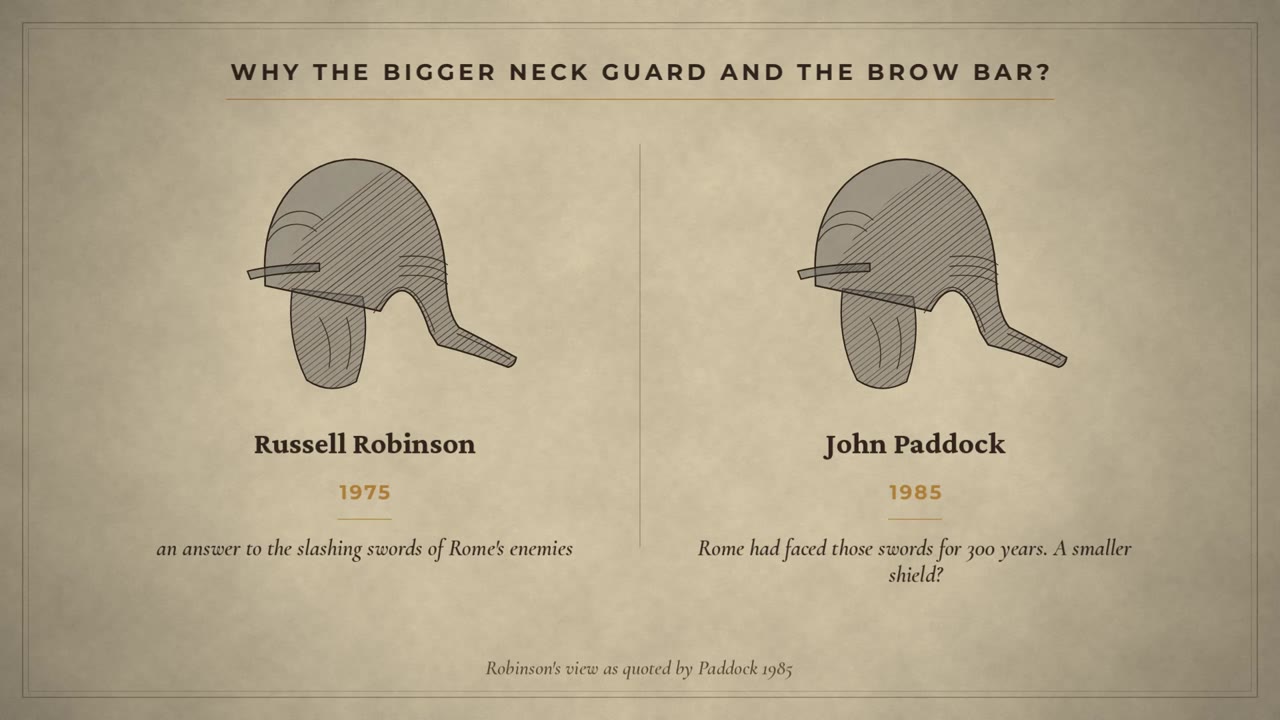 WHY THE BIGGER NECK GUARD AND THE BROW BAR?
Russell Robinson
1975
an answer to the slashing swords of Rome's enemies
John Paddock
1985
Rome had faced those swords for 300 years. A smaller
shield?
Robinson's view as quoted by Paddock 1985